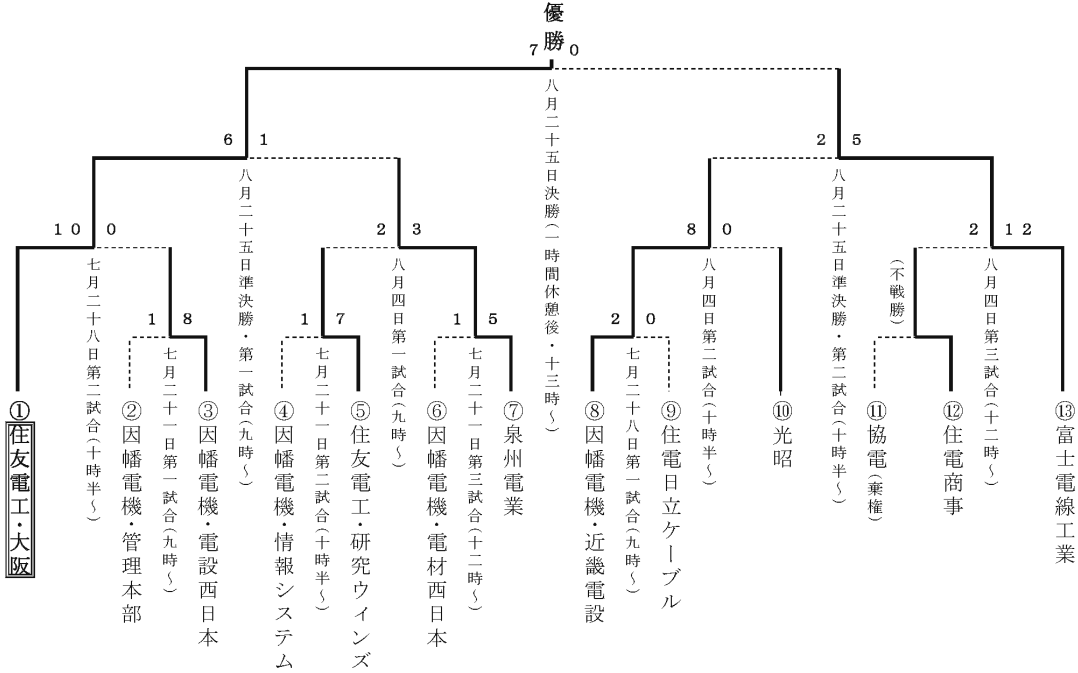 優勝
7 0
八月二十五日決勝(一時間休憩後・十三時〜)
6 1
八月二十五日準決勝・第一試合(九時〜)
2 5
八月二十五日準決勝・第二試合(十時半〜)
10 0
七月二十八日第二試合(十時半〜)
2 3
八月四日第一試合(九時〜)
8 0
八月四日第二試合(十時半〜)
2 12
八月四日第三試合(十二時〜)
(不戦勝)
1 8
七月二十一日第一試合(九時〜)
1 7
七月二十一日第二試合(十時半〜)
1 5
七月二十一日第三試合(十二時〜)
2 0
七月二十八日第一試合(九時〜)
①住友電工・大阪
②因幡電機・管理本部
③因幡電機・電設西日本
④因幡電機・情報システム
⑤住友電工・研究ウィンズ
⑥因幡電機・電材西日本
⑦泉州電業
⑧因幡電機・近畿電設
⑨住電日立ケーブル
⑩光昭
⑪協電(棄権)
⑫住電商事
⑬富士電線工業